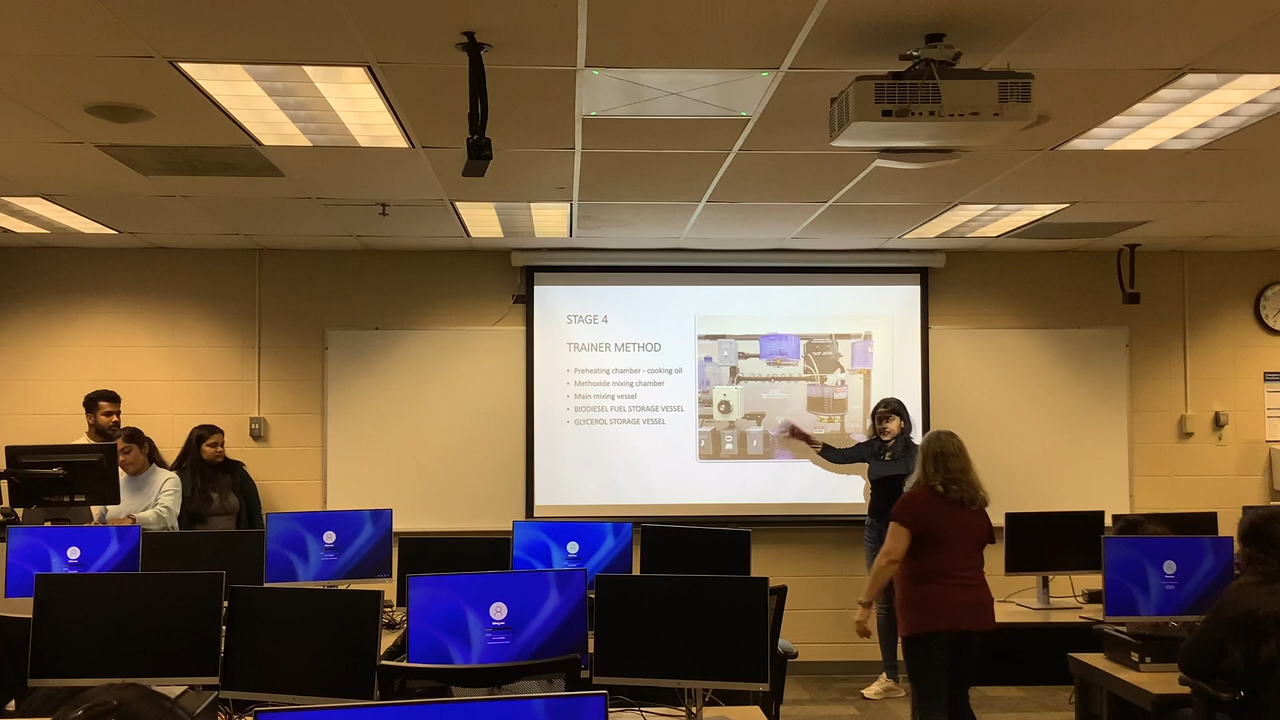 STAGE 4
TRAINER METHOD
• Preheating chamber - cooking oil
• Methoxide mixing chamber
• Main mixing vessel
• BIODIESEL FUEL STORAGE VESSEL
• GLYCEROL STORAGE VESSEL